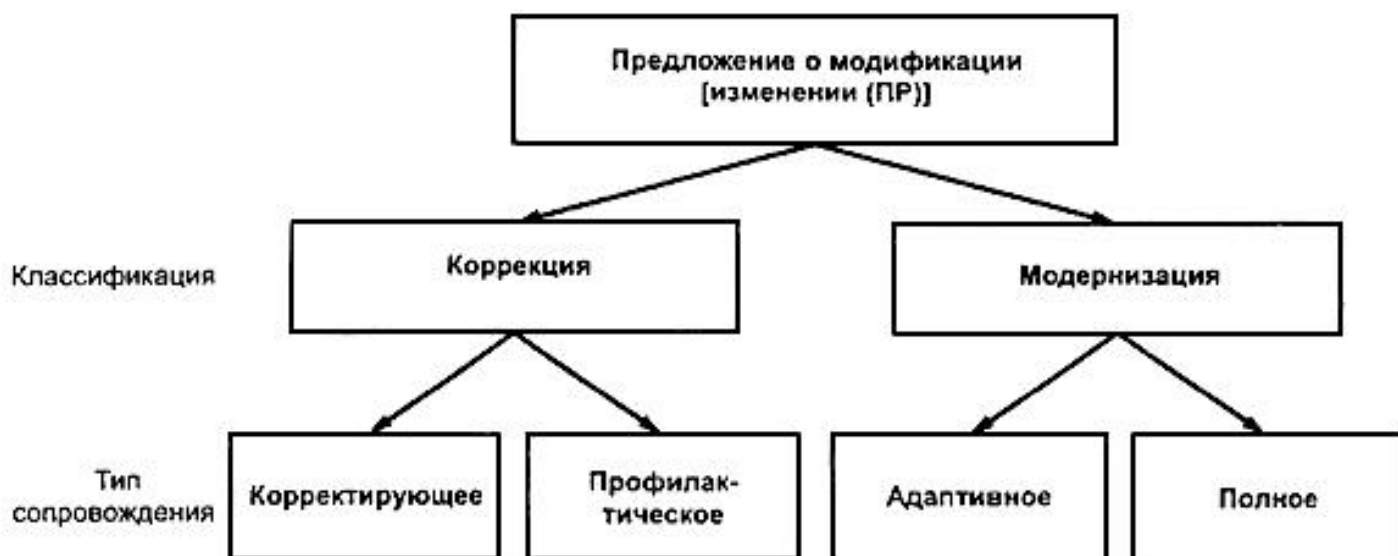 Предложение о модификации
[изменении (ПР)]
Классификация
Коррекция
Модернизация
Тип
сопровождения
Корректирующее
Профилак-
тическое
Адаптивное
Полное